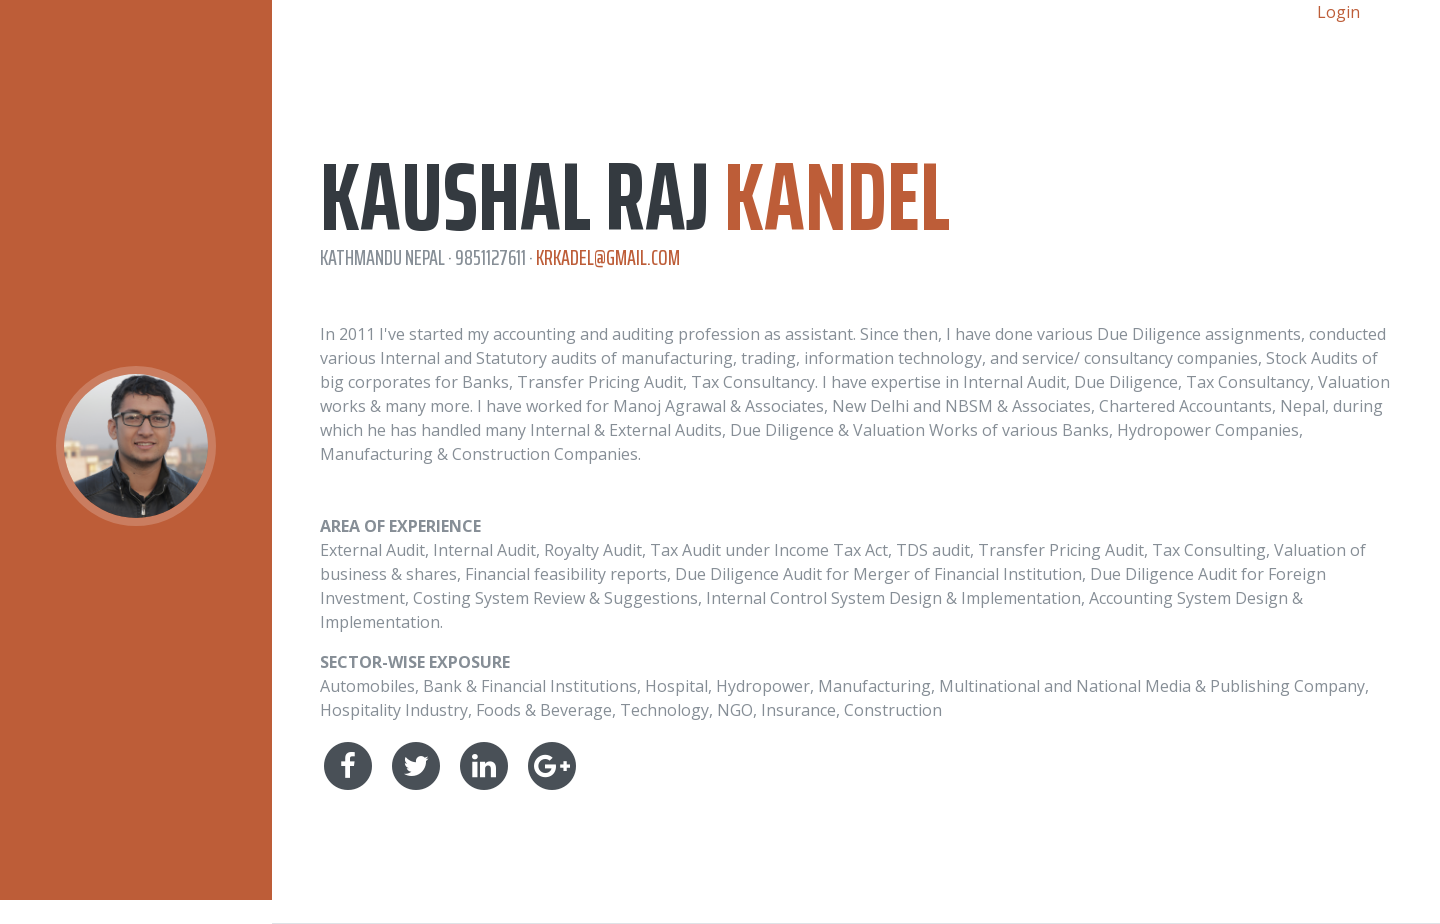 Login
KAUSHAL RAJ KANDEL
KATHMANDU NEPAL · 9851127611 · KRKADEL@GMAIL.COM
In 2011 I've started my accounting and auditing profession as assistant. Since then, I have done various Due Diligence assignments, conducted
various Internal and Statutory audits of manufacturing, trading, information technology, and service/ consultancy companies, Stock Audits of
big corporates for Banks, Transfer Pricing Audit, Tax Consultancy. I have expertise in Internal Audit, Due Diligence, Tax Consultancy, Valuation
works & many more. I have worked for Manoj Agrawal & Associates, New Delhi and NBSM & Associates, Chartered Accountants, Nepal, during
which he has handled many Internal & External Audits, Due Diligence & Valuation Works of various Banks, Hydropower Companies,
Manufacturing & Construction Companies.
AREA OF EXPERIENCE
External Audit, Internal Audit, Royalty Audit, Tax Audit under Income Tax Act, TDS audit, Transfer Pricing Audit, Tax Consulting, Valuation of
business & shares, Financial feasibility reports, Due Diligence Audit for Merger of Financial Institution, Due Diligence Audit for Foreign
Investment, Costing System Review & Suggestions, Internal Control System Design & Implementation, Accounting System Design &
Implementation.
SECTOR-WISE EXPOSURE
Automobiles, Bank & Financial Institutions, Hospital, Hydropower, Manufacturing, Multinational and National Media & Publishing Company,
Hospitality Industry, Foods & Beverage, Technology, NGO, Insurance, Construction